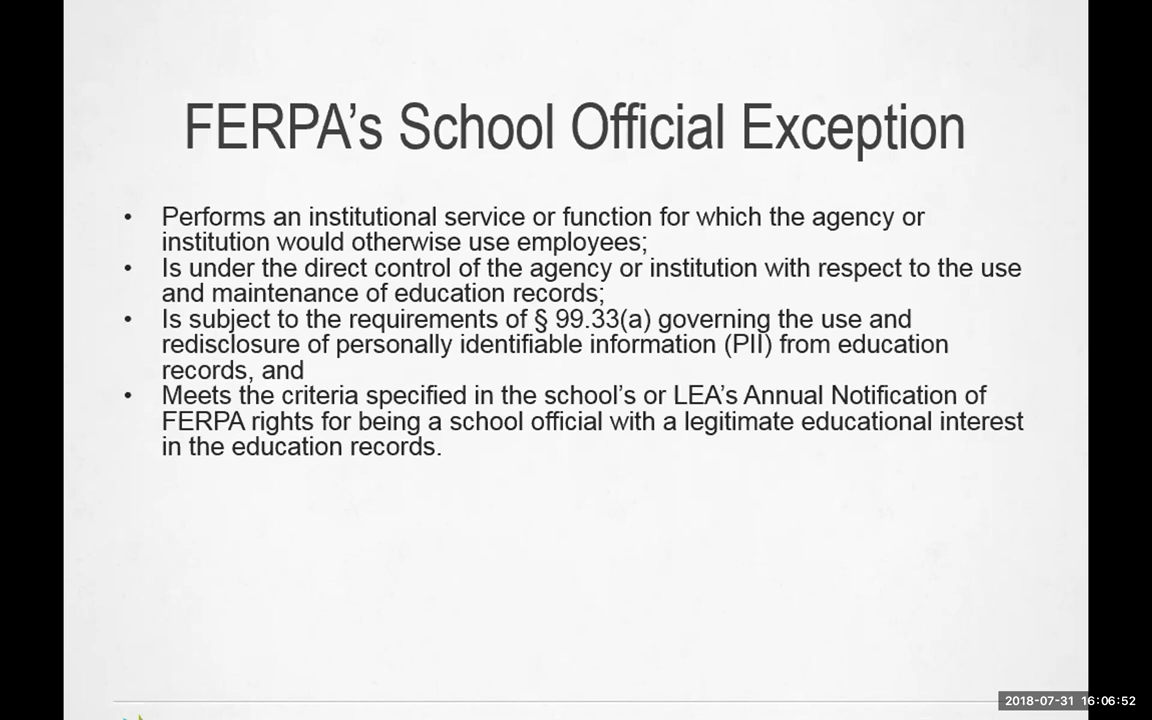 FERPA’s School Official Exception
• Performs an institutional service or function for which the agency or
institution would otherwise use employees;
• Is under the direct control of the agency or institution with respect to the use
and maintenance of education records;
• Is subject to the requirements of § 99.33(a) governing the use and
redisclosure of personally identifiable information (PII) from education
records, and
• Meets the criteria specified in the school’s or LEA’s Annual Notification of
FERPA rights for being a school official with a legitimate educational interest
in the education records.
2018-07-31 16:06:52